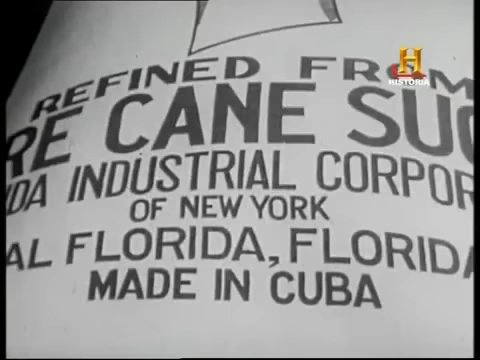 H
HISTORIA
REFINED FROM
RE CANE SUG
DA INDUSTRIAL CORPOR
OF NEW YORK
AL FLORIDA, FLORIDA
MADE IN CUBA